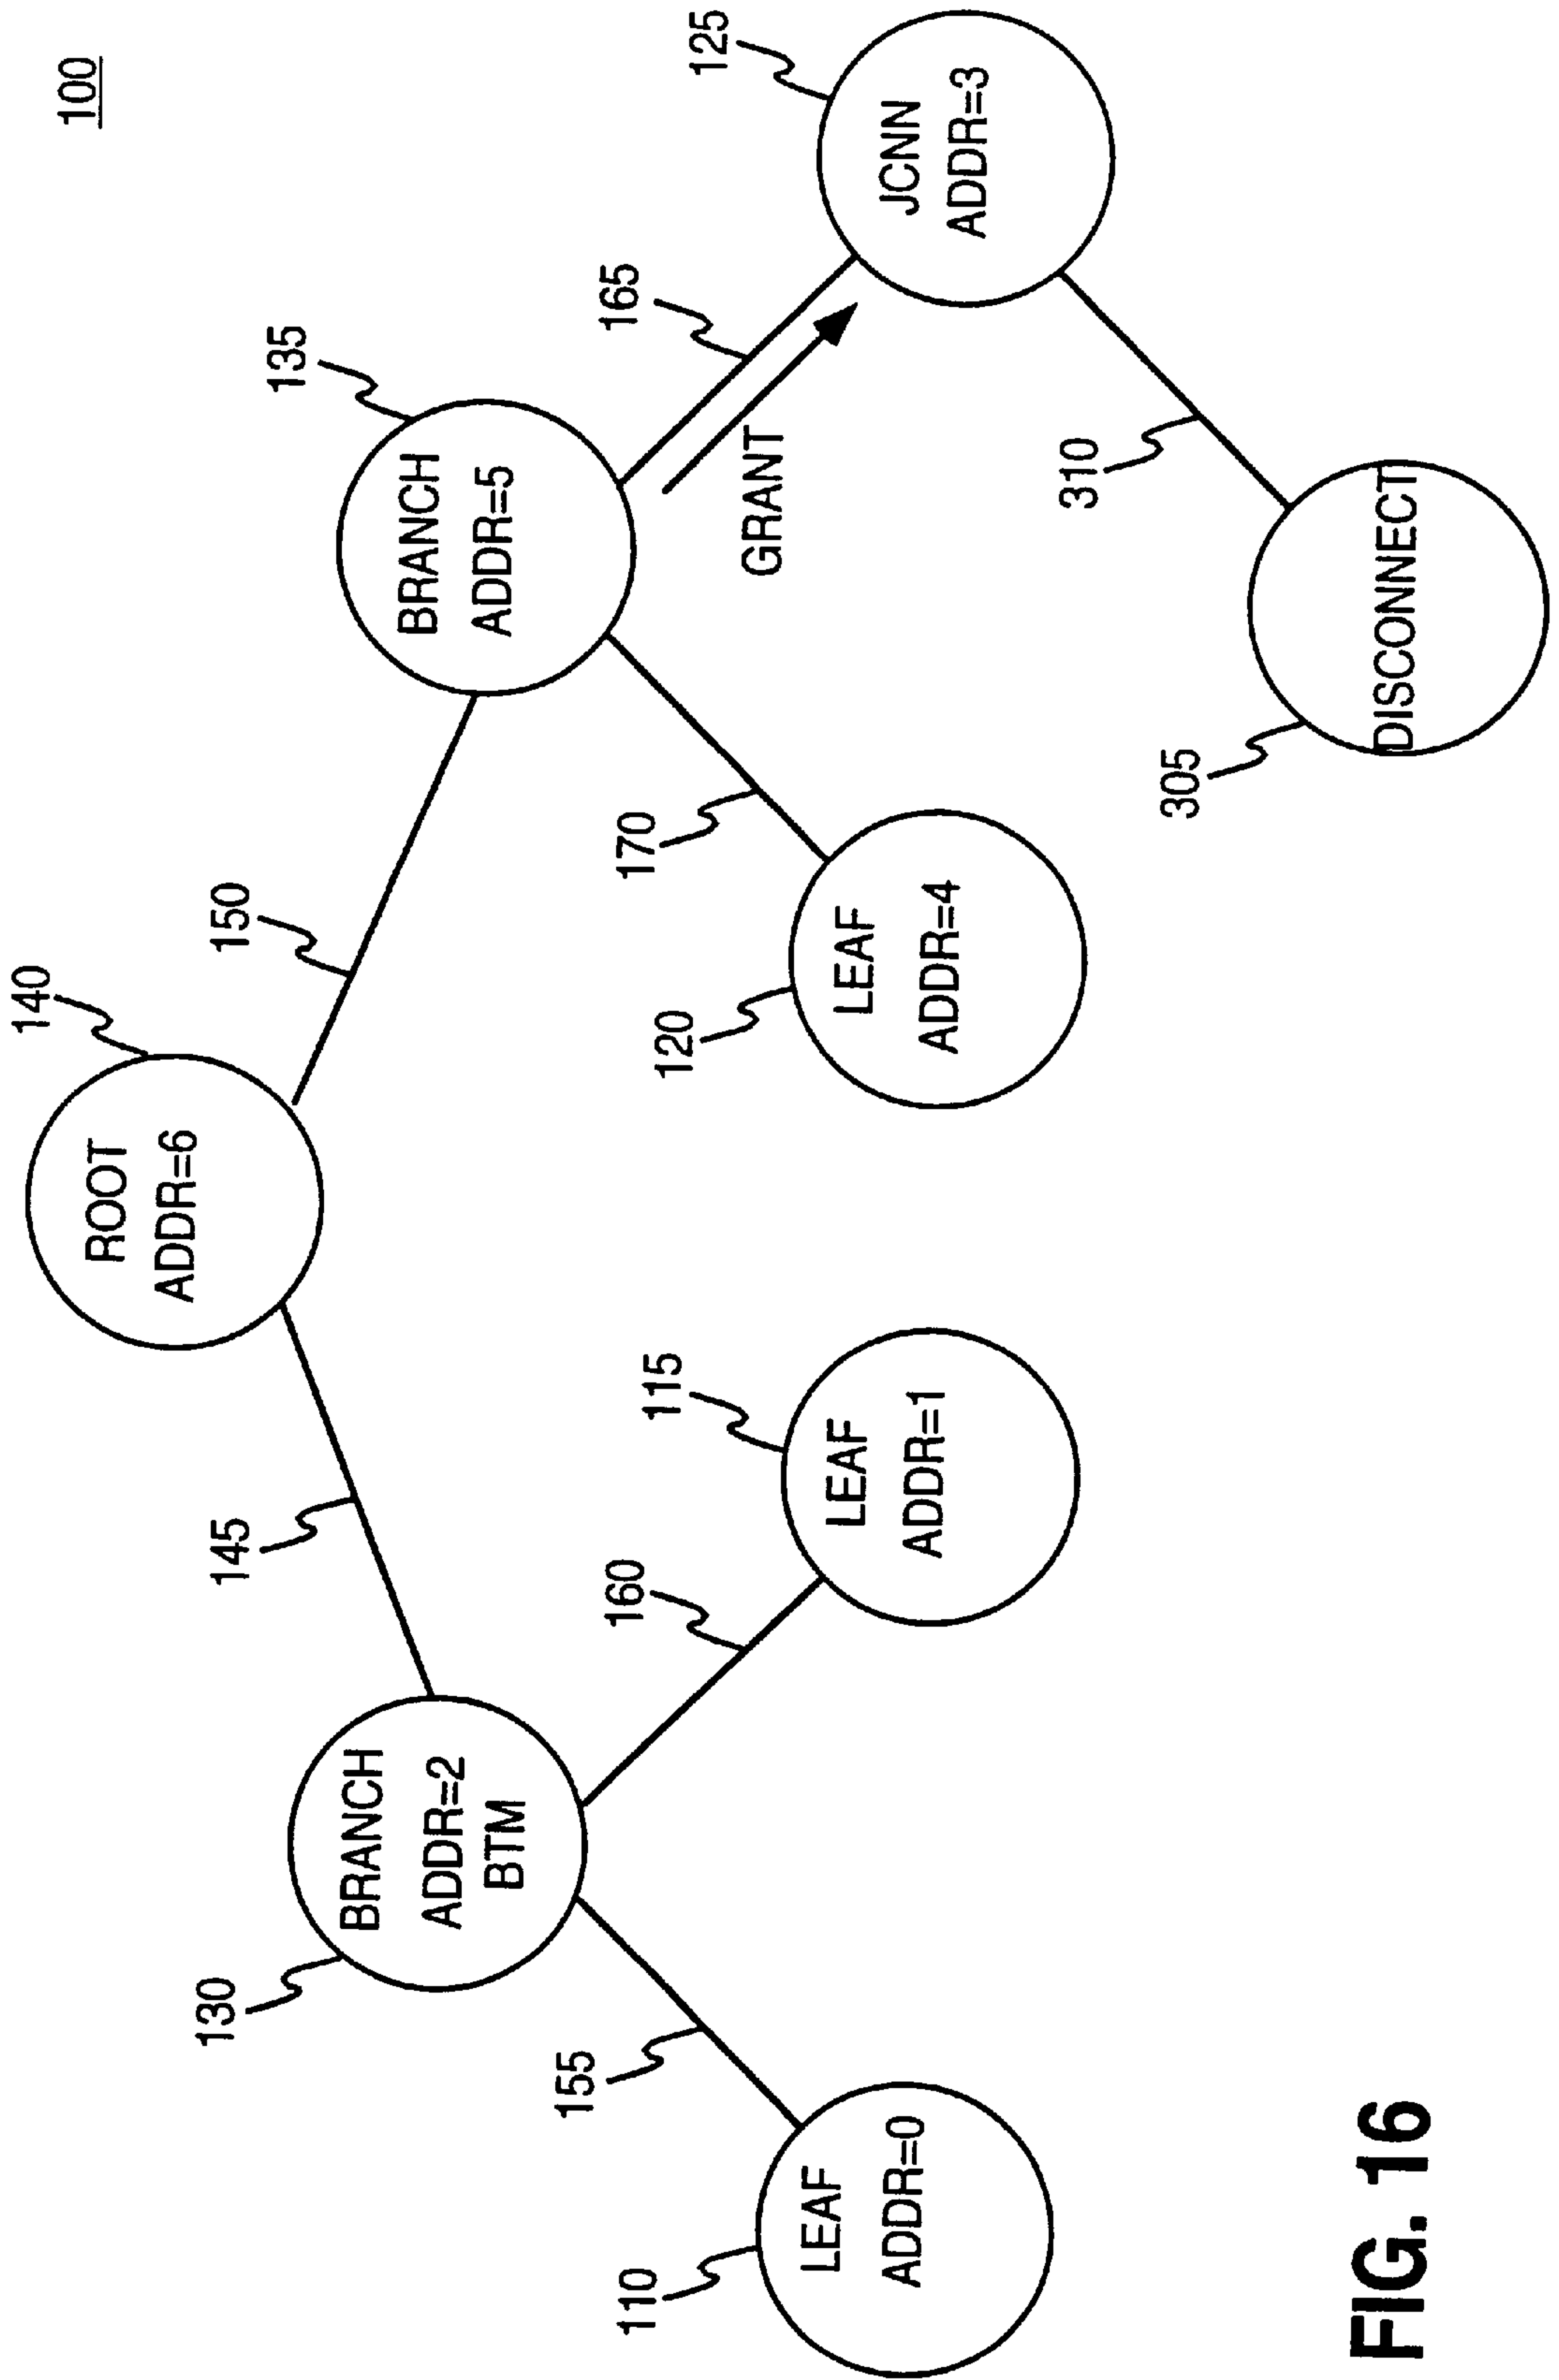 100
140
ROOT
ADDR=6
145
150
135
BRANCH
ADDR=5
130
BRANCH
ADDR=2
BTM
165
GRANT
125
JCNN
ADDR=3
155
160
115
170
120
110
LEAF
ADDR=0
LEAF
ADDR=1
LEAF
ADDR=4
310
305
DISCONNECT
FIG. 16